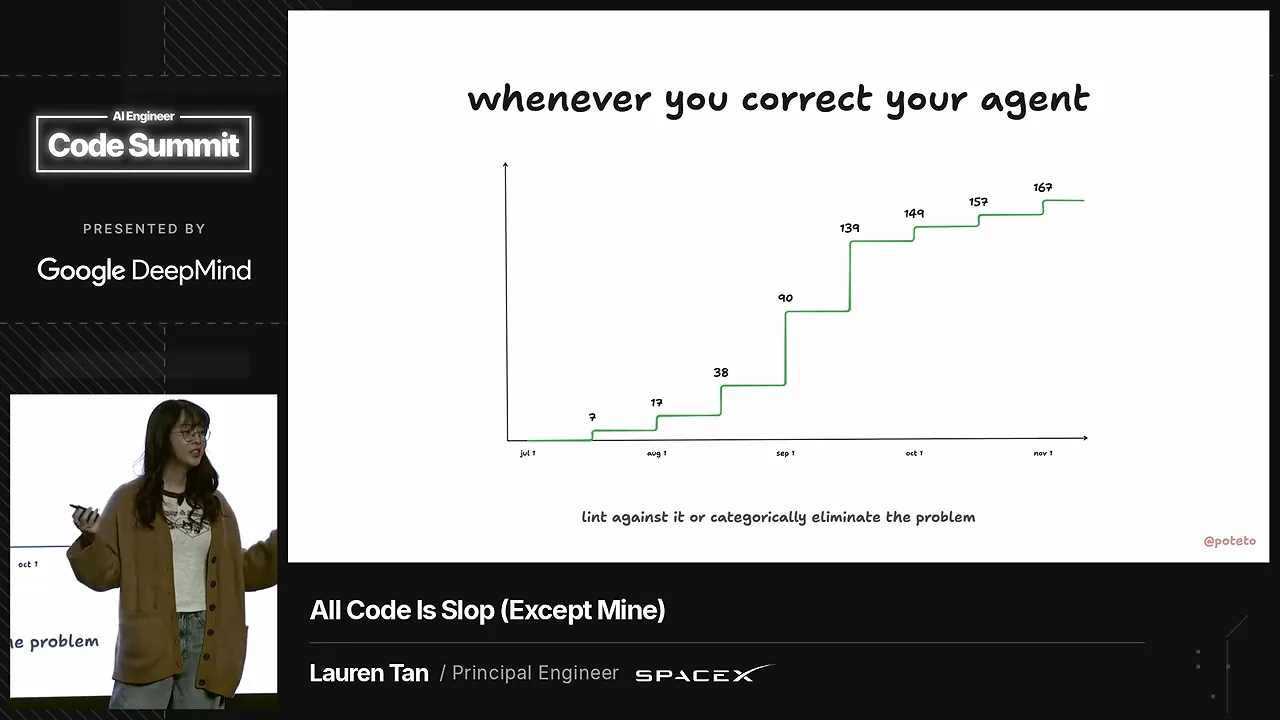 AI Engineer
Code Summit
PRESENTED BY
Google DeepMind
whenever you correct your agent
7
17
38
90
139
149
157
167
jul 1
aug 1
sep 1
oct 1
nov 1
lint against it or categorically eliminate the problem
@poteto
oct 1
he problem
All Code Is Slop (Except Mine)
Lauren Tan / Principal Engineer SPACEX